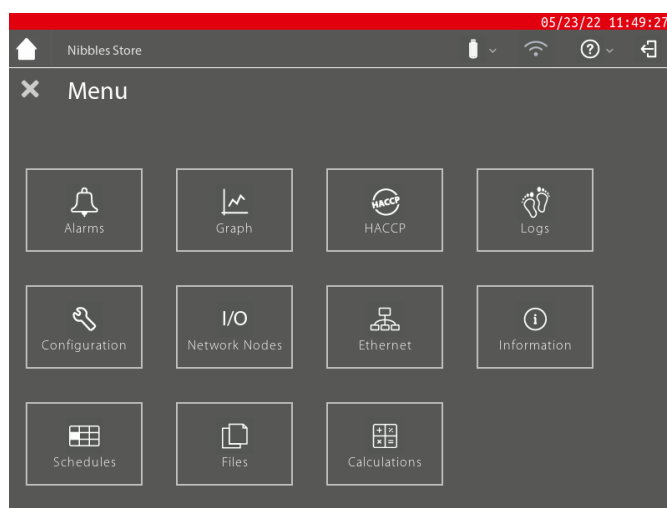 05/23/22 11:49:27
Nibbles Store
Menu
Alarms
Graph
HACCP
HACCP
Logs
Configuration
I/O
Network Nodes
Ethernet
Information
Schedules
Files
Calculations